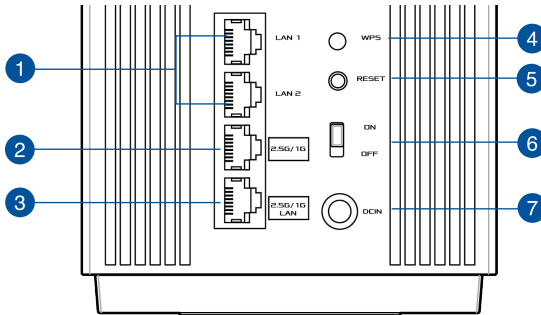 1
2
3
LAN 1
LAN 2
2.5G/1G
2.5G/1G
LAN
WPS
RESET
ON
OFF
DCIN
4
5
6
7